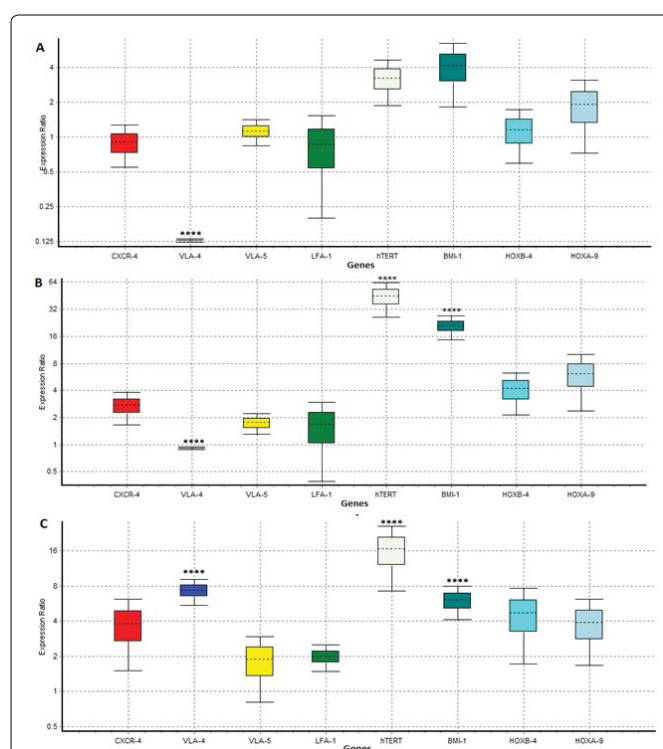 A
Expression Ratio
4
2
1
0.5
0.25
0.125
****
CXCR-4 VLA-4 VLA-5 LFA-1 hTERT BMI-1 HOXB-4 HOXA-9
Genes
B
Expression Ratio
64
32
16
8
4
2
1
0.5
**** **** ****
CXCR-4 VLA-4 VLA-5 LFA-1 hTERT BMI-1 HOXB-4 HOXA-9
Genes
C
Expression Ratio
16
8
4
2
1
0.5
**** **** ****
CXCR-4 VLA-4 VLA-5 LFA-1 hTERT BMI-1 HOXB-4 HOXA-9
Genes